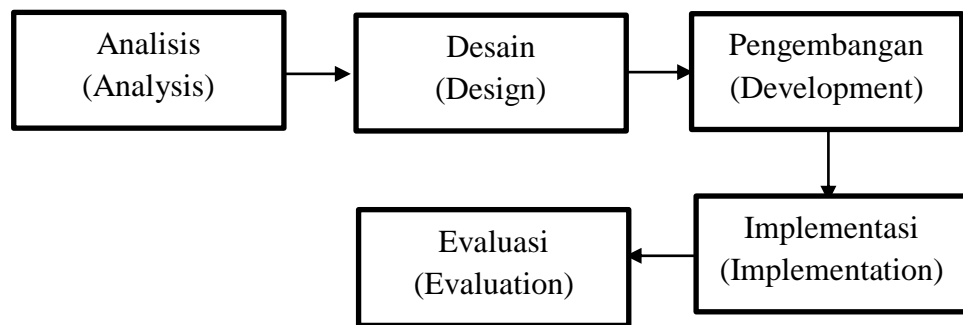 Analisis
(Analysis)
Desain
(Design)
Pengembangan
(Development)
Implementasi
(Implementation)
Evaluasi
(Evaluation)